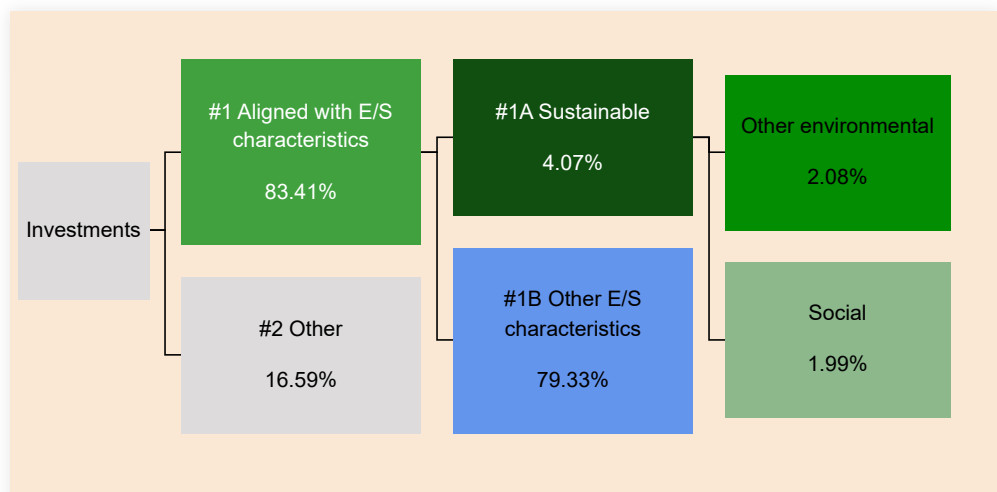 Investments
#1 Aligned with E/S
characteristics
83.41%
#2 Other
16.59%
#1A Sustainable
4.07%
#1B Other E/S
characteristics
79.33%
Other environmental
2.08%
Social
1.99%